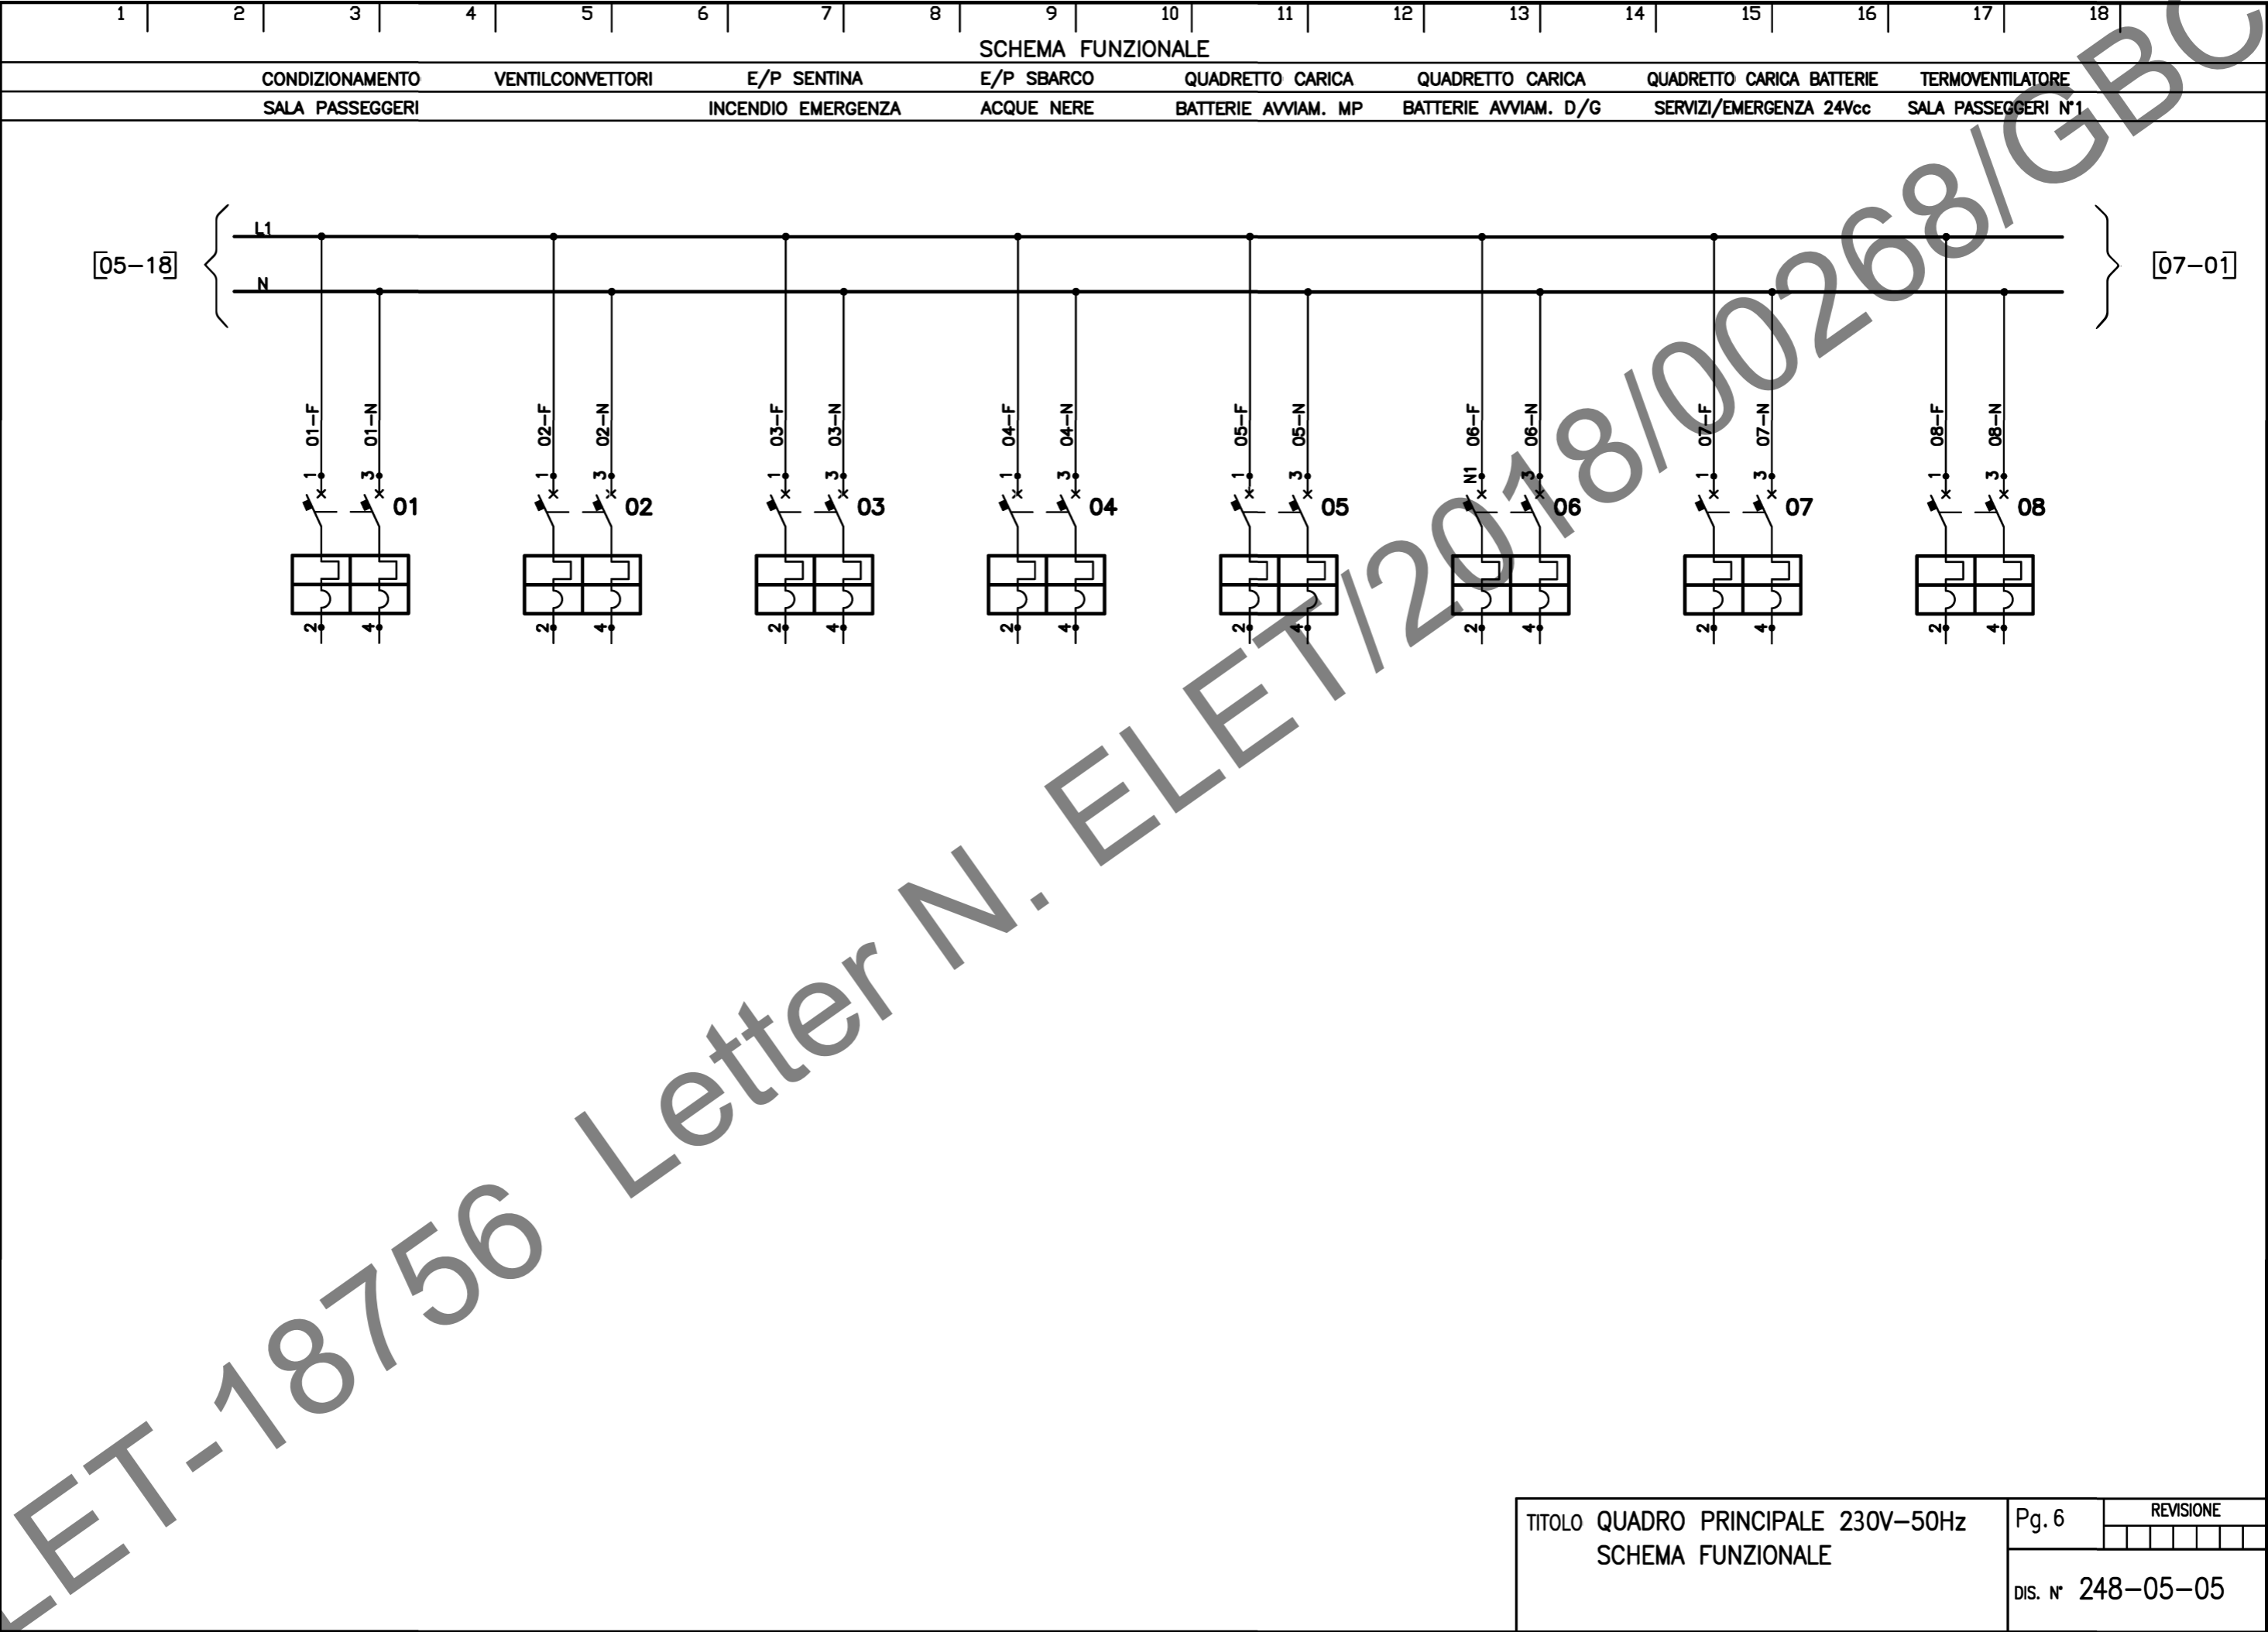 1 2 3 4 5 6 7 8 9 10 11 12 13 14 15 16 17 18
SCHEMA FUNZIONALE
CONDIZIONAMENTO VENTILCONVETTORI E/P SENTINA E/P SBARCO QUADRETTO CARICA QUADRETTO CARICA QUADRETTO CARICA BATTERIE TERMOVENTILATORE
SALA PASSEGGERI INCENDIO EMERGENZA ACQUE NERE BATTERIE AVVIAM. MP BATTERIE AVVIAM. D/G SERVIZI/EMERGENZA 24Vcc SALA PASSEGGERI N°1
L1
[05-18] [07-01]
N
01-F 01-N 02-F 02-N 03-F 03-N 04-F 04-N 05-F 05-N 06-F 06-N 07-F 07-N 08-F 08-N
1 3 1 3 1 3 1 3 1 3 N1 3 1 3 1 3
01 02 03 04 05 06 07 08
2 4 2 4 2 4 2 4 2 4 2 4 2 4 2 4
LET-18756 Letter N. ELET/2018/00268/GBC
TITOLO QUADRO PRINCIPALE 230V-50Hz
SCHEMA FUNZIONALE
Pg. 6
REVISIONE
DIS. N° 248-05-05